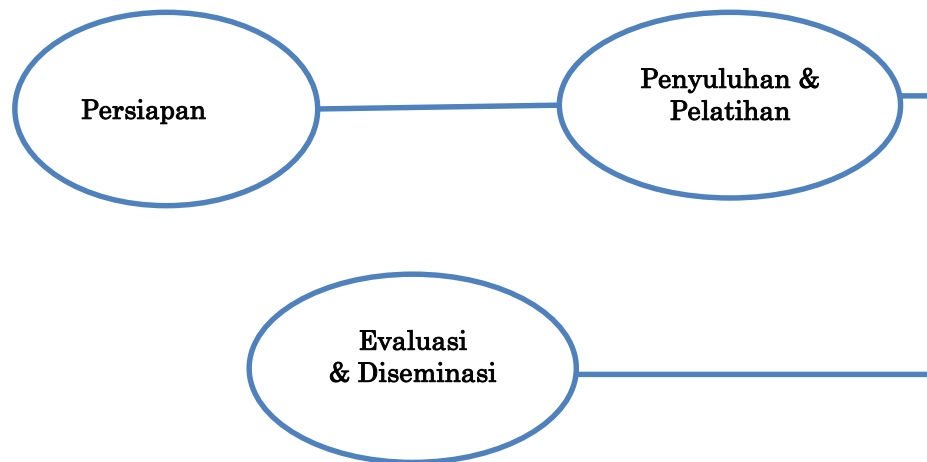 Persiapan
Penyuluhan &
Pelatihan
Evaluasi
& Diseminasi